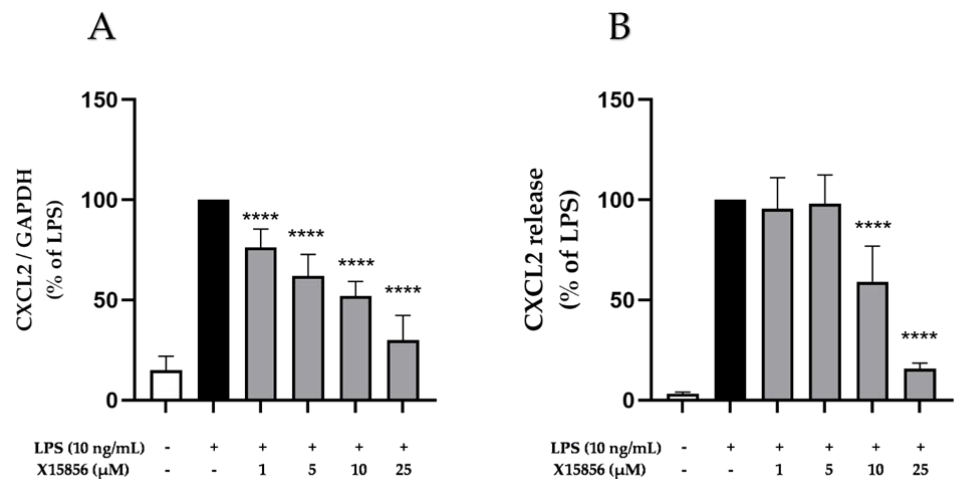 A
B
150
100
50
0
CXCL2 / GAPDH
(% of LPS)
****
****
****
****
LPS (10 ng/mL) - + + + + +
X15856 (µM) - - 1 5 10 25
150
100
50
0
CXCL2 release
(% of LPS)
****
****
LPS (10 ng/mL) - + + + + +
X15856 (µM) - - 1 5 10 25